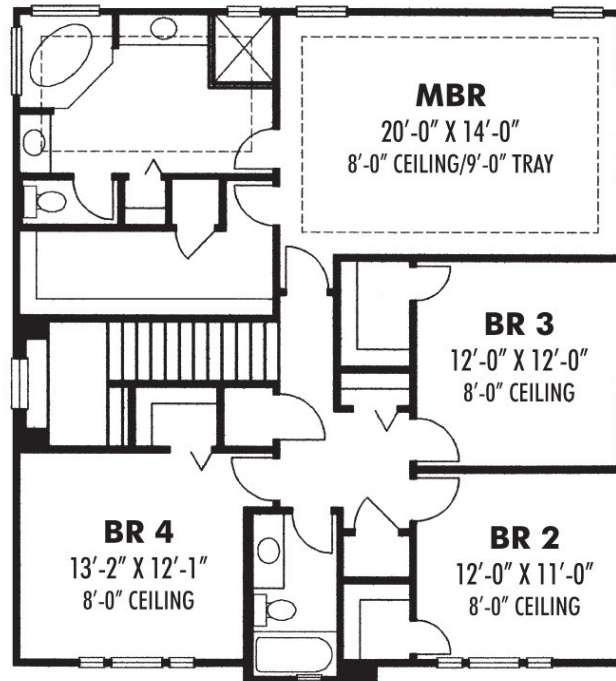 MBR
20'-0" X 14'-0"
8'-0" CEILING/9'-0" TRAY
BR 3
12'-0" X 12'-0"
8'-0" CEILING
BR 4
13'-2" X 12'-1"
8'-0" CEILING
BR 2
12'-0" X 11'-0"
8'-0" CEILING